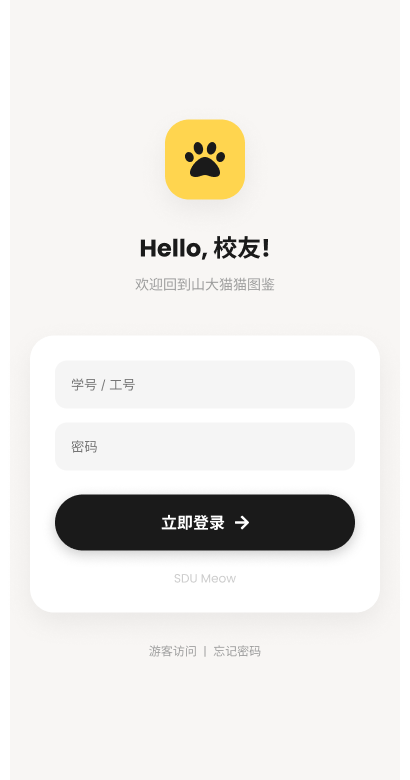 Hello, 校友!
欢迎回到山大猫猫图鉴
学号 / 工号
密码
立即登录 →
SDU Meow
游客访问 | 忘记密码